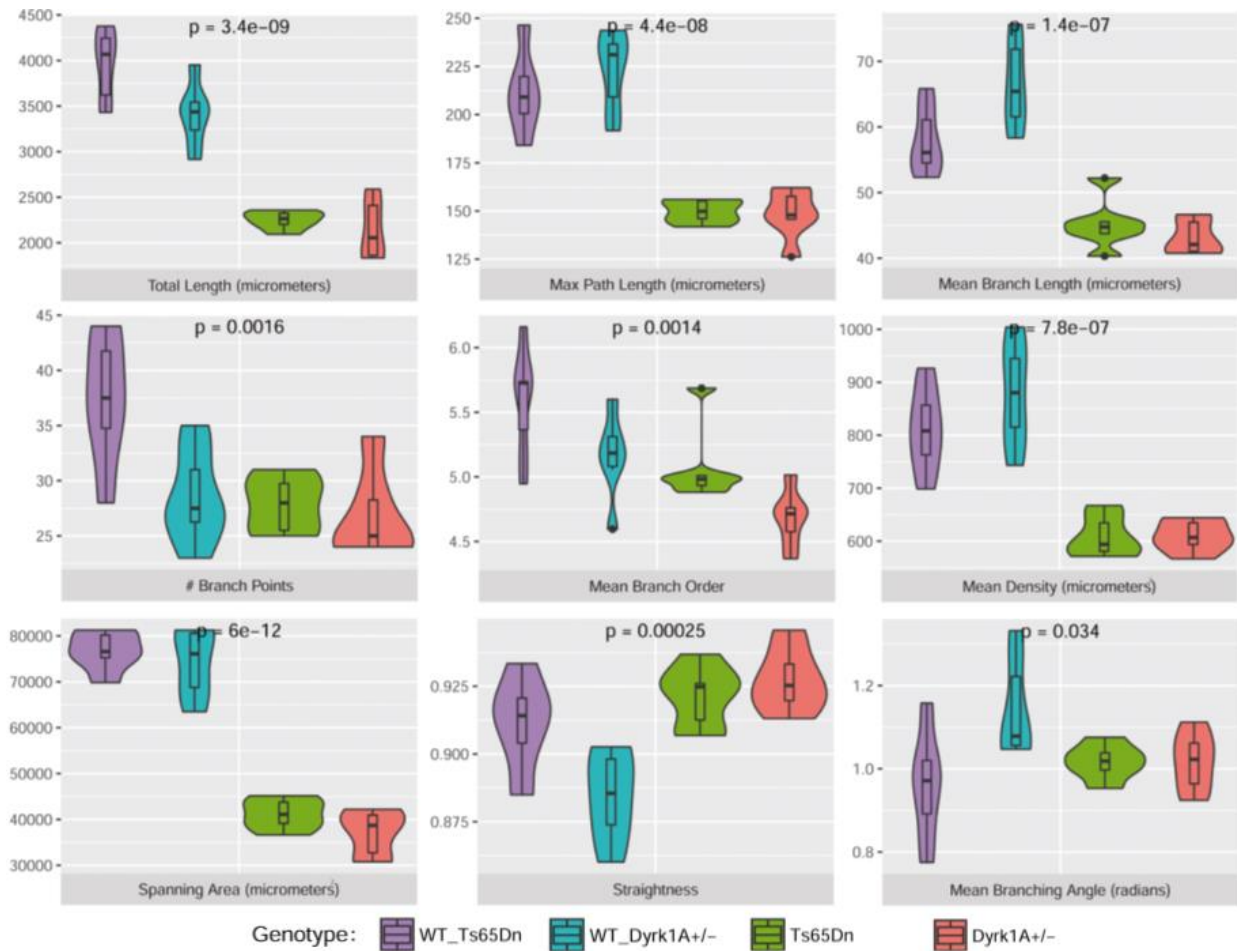 4500
4000
3500
3000
2500
2000
p = 3.4e−09
Total Length (micrometers)
250
225
200
175
150
125
p = 4.4e−08
Max Path Length (micrometers)
70
60
50
40
p = 1.4e−07
Mean Branch Length (micrometers)
45
40
35
30
25
p = 0.0016
# Branch Points
6.0
5.5
5.0
4.5
p = 0.0014
Mean Branch Order
1000
900
800
700
600
p = 7.8e−07
Mean Density (micrometers)
80000
70000
60000
50000
40000
30000
p = 6e−12
Spanning Area (micrometers)
0.925
0.900
0.875
p = 0.00025
Straightness
1.2
1.0
0.8
p = 0.034
Mean Branching Angle (radians)
Genotype: WT_Ts65Dn WT_Dyrk1A+/− Ts65Dn Dyrk1A+/−